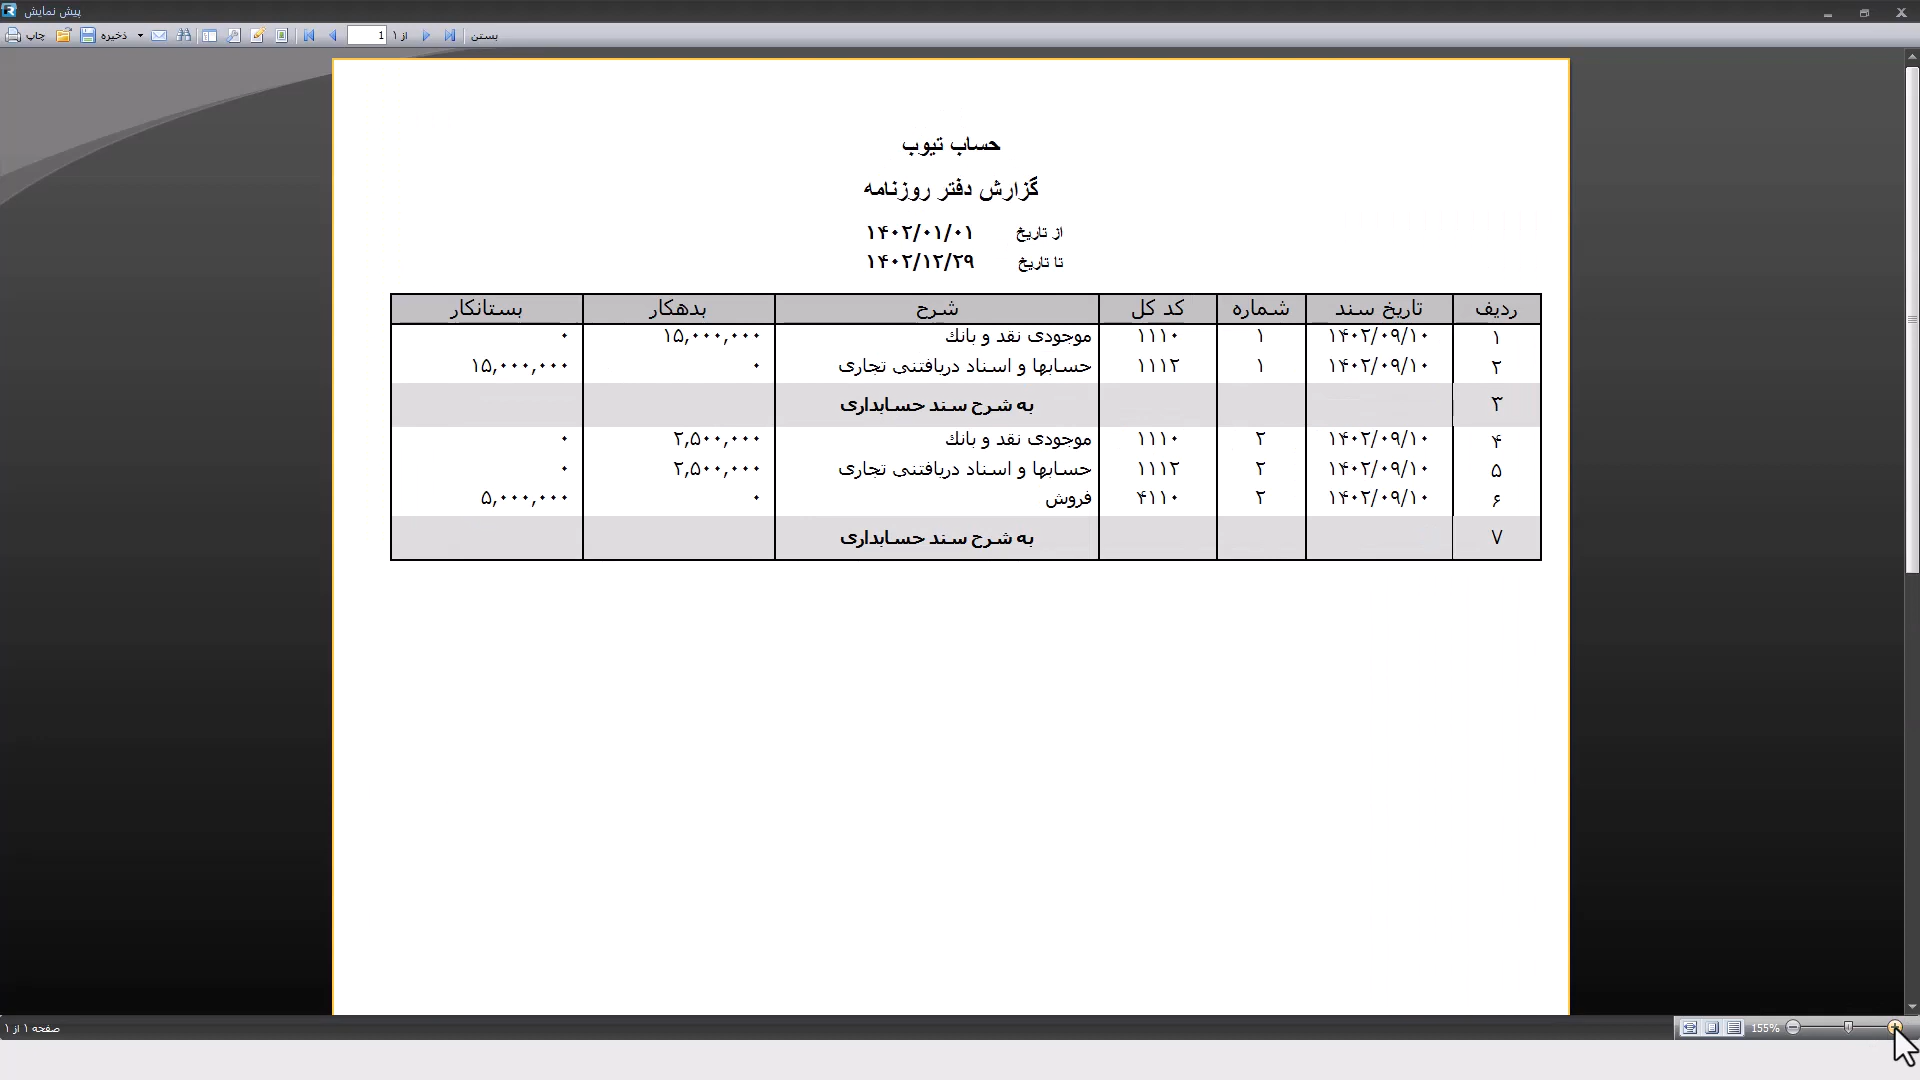 پیش نمایش
چاپ ذخیره 1 از ۱ بستن
حساب تیوب
گزارش دفتر روزنامه
از تاریخ ۱۴۰۲/۰۱/۰۱
تا تاریخ ۱۴۰۲/۱۲/۲۹
ردیف تاریخ سند شماره کد کل شرح بدهکار بستانکار
۱ ۱۴۰۲/۰۹/۱۰ ۱ ۱۱۱۰ موجودی نقد و بانك ۱۵,۰۰۰,۰۰۰ ۰
۲ ۱۴۰۲/۰۹/۱۰ ۱ ۱۱۱۲ حسابها و اسناد دریافتنی تجاری ۰ ۱۵,۰۰۰,۰۰۰
۳ به شرح سند حسابداری
۴ ۱۴۰۲/۰۹/۱۰ ۲ ۱۱۱۰ موجودی نقد و بانك ۲,۵۰۰,۰۰۰ ۰
۵ ۱۴۰۲/۰۹/۱۰ ۲ ۱۱۱۲ حسابها و اسناد دریافتنی تجاری ۲,۵۰۰,۰۰۰ ۰
۶ ۱۴۰۲/۰۹/۱۰ ۲ ۴۱۱۰ فروش ۰ ۵,۰۰۰,۰۰۰
۷ به شرح سند حسابداری
صفحه ۱ از ۱
155%